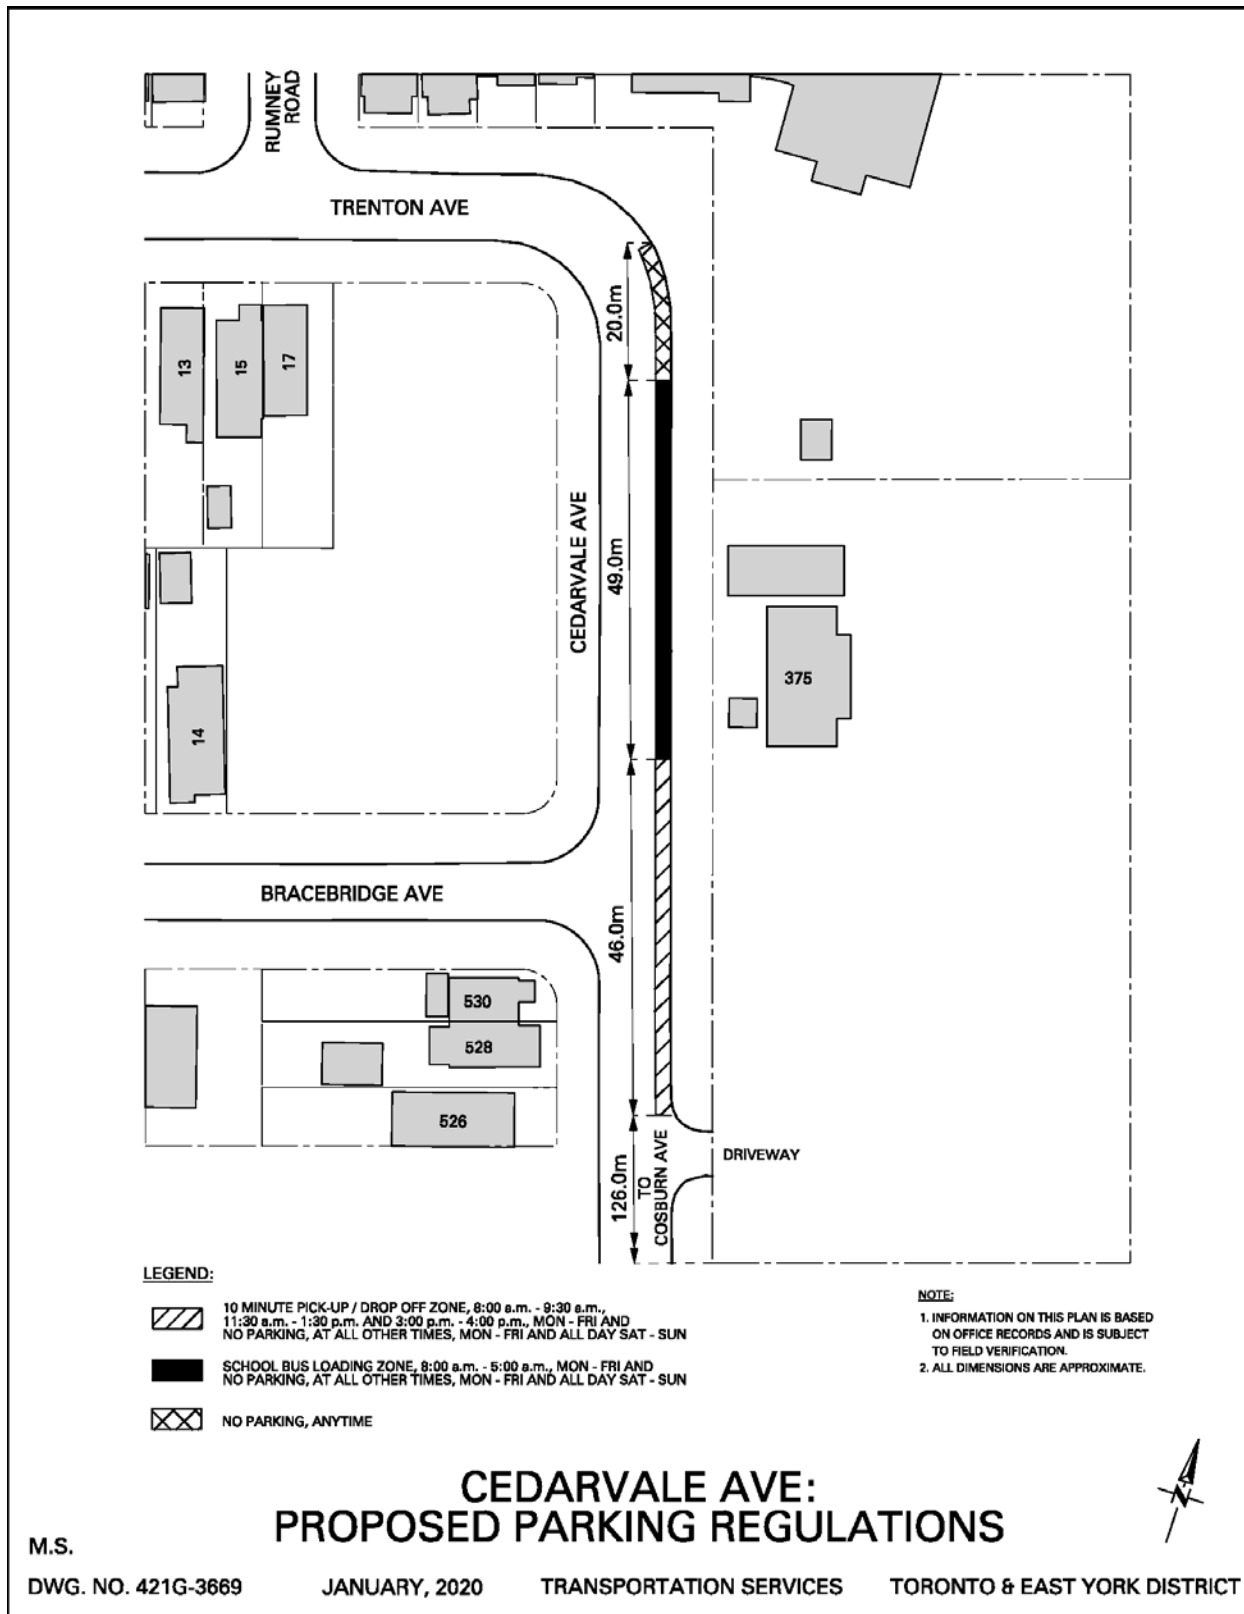 RUMNEY
ROAD
TRENTON AVE
20.0m
13
15
17
CEDARVALE AVE
49.0m
375
14
BRACEBRIDGE AVE
46.0m
530
528
526
126.0m
TO
COSBURN AVE
DRIVEWAY
LEGEND:
10 MINUTE PICK-UP / DROP OFF ZONE, 8:00 a.m. - 9:30 a.m.,
11:30 a.m. - 1:30 p.m. AND 3:00 p.m. - 4:00 p.m., MON - FRI AND
NO PARKING, AT ALL OTHER TIMES, MON - FRI AND ALL DAY SAT - SUN
SCHOOL BUS LOADING ZONE, 8:00 a.m. - 5:00 a.m., MON - FRI AND
NO PARKING, AT ALL OTHER TIMES, MON - FRI AND ALL DAY SAT - SUN
NO PARKING, ANYTIME
NOTE:
1. INFORMATION ON THIS PLAN IS BASED
ON OFFICE RECORDS AND IS SUBJECT
TO FIELD VERIFICATION.
2. ALL DIMENSIONS ARE APPROXIMATE.
N
CEDARVALE AVE:
PROPOSED PARKING REGULATIONS
M.S.
DWG. NO. 421G-3669 JANUARY, 2020 TRANSPORTATION SERVICES TORONTO & EAST YORK DISTRICT